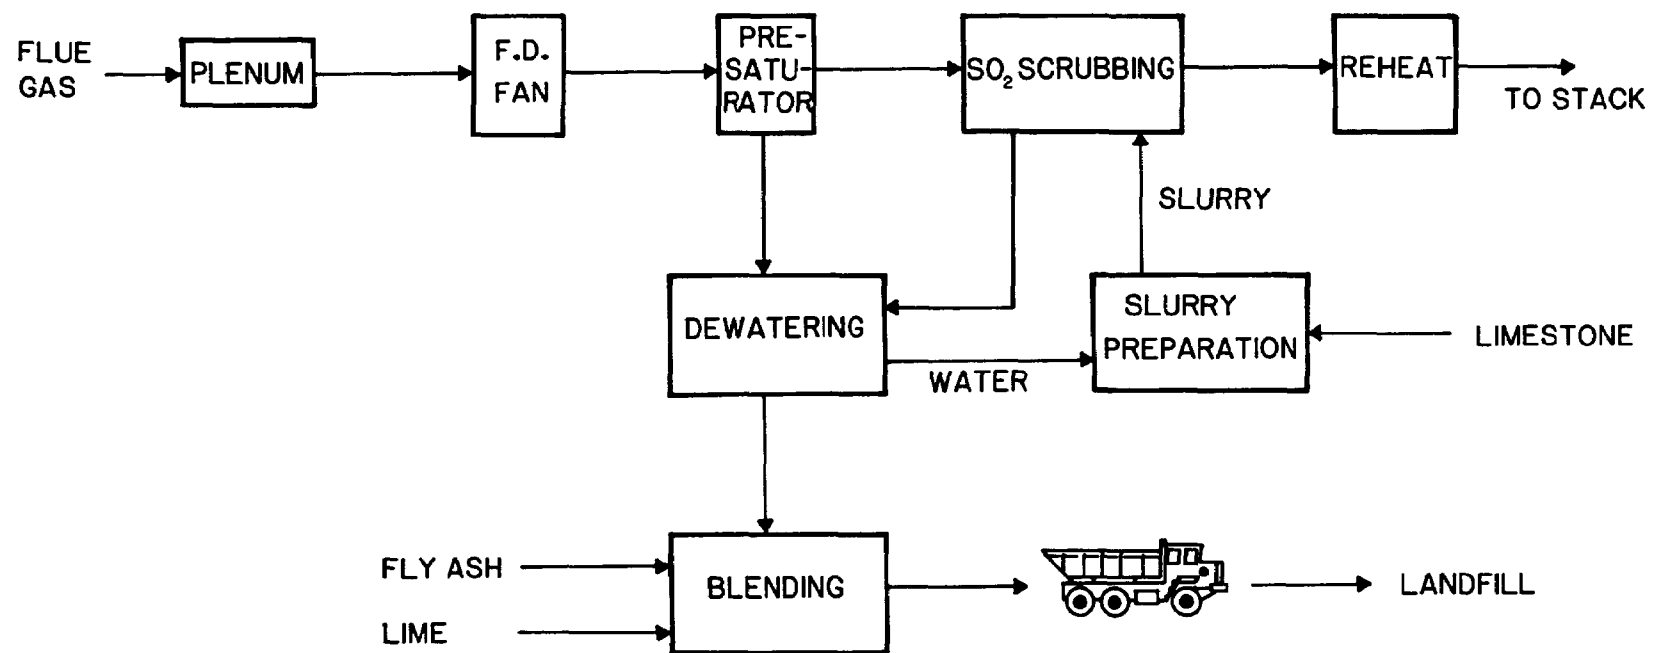 FLUE
GAS
PLENUM
F.D.
FAN
PRE-
SATU-
RATOR
SO₂ SCRUBBING
REHEAT
TO STACK
SLURRY
DEWATERING
WATER
SLURRY
PREPARATION
LIMESTONE
FLY ASH
LIME
BLENDING
LANDFILL